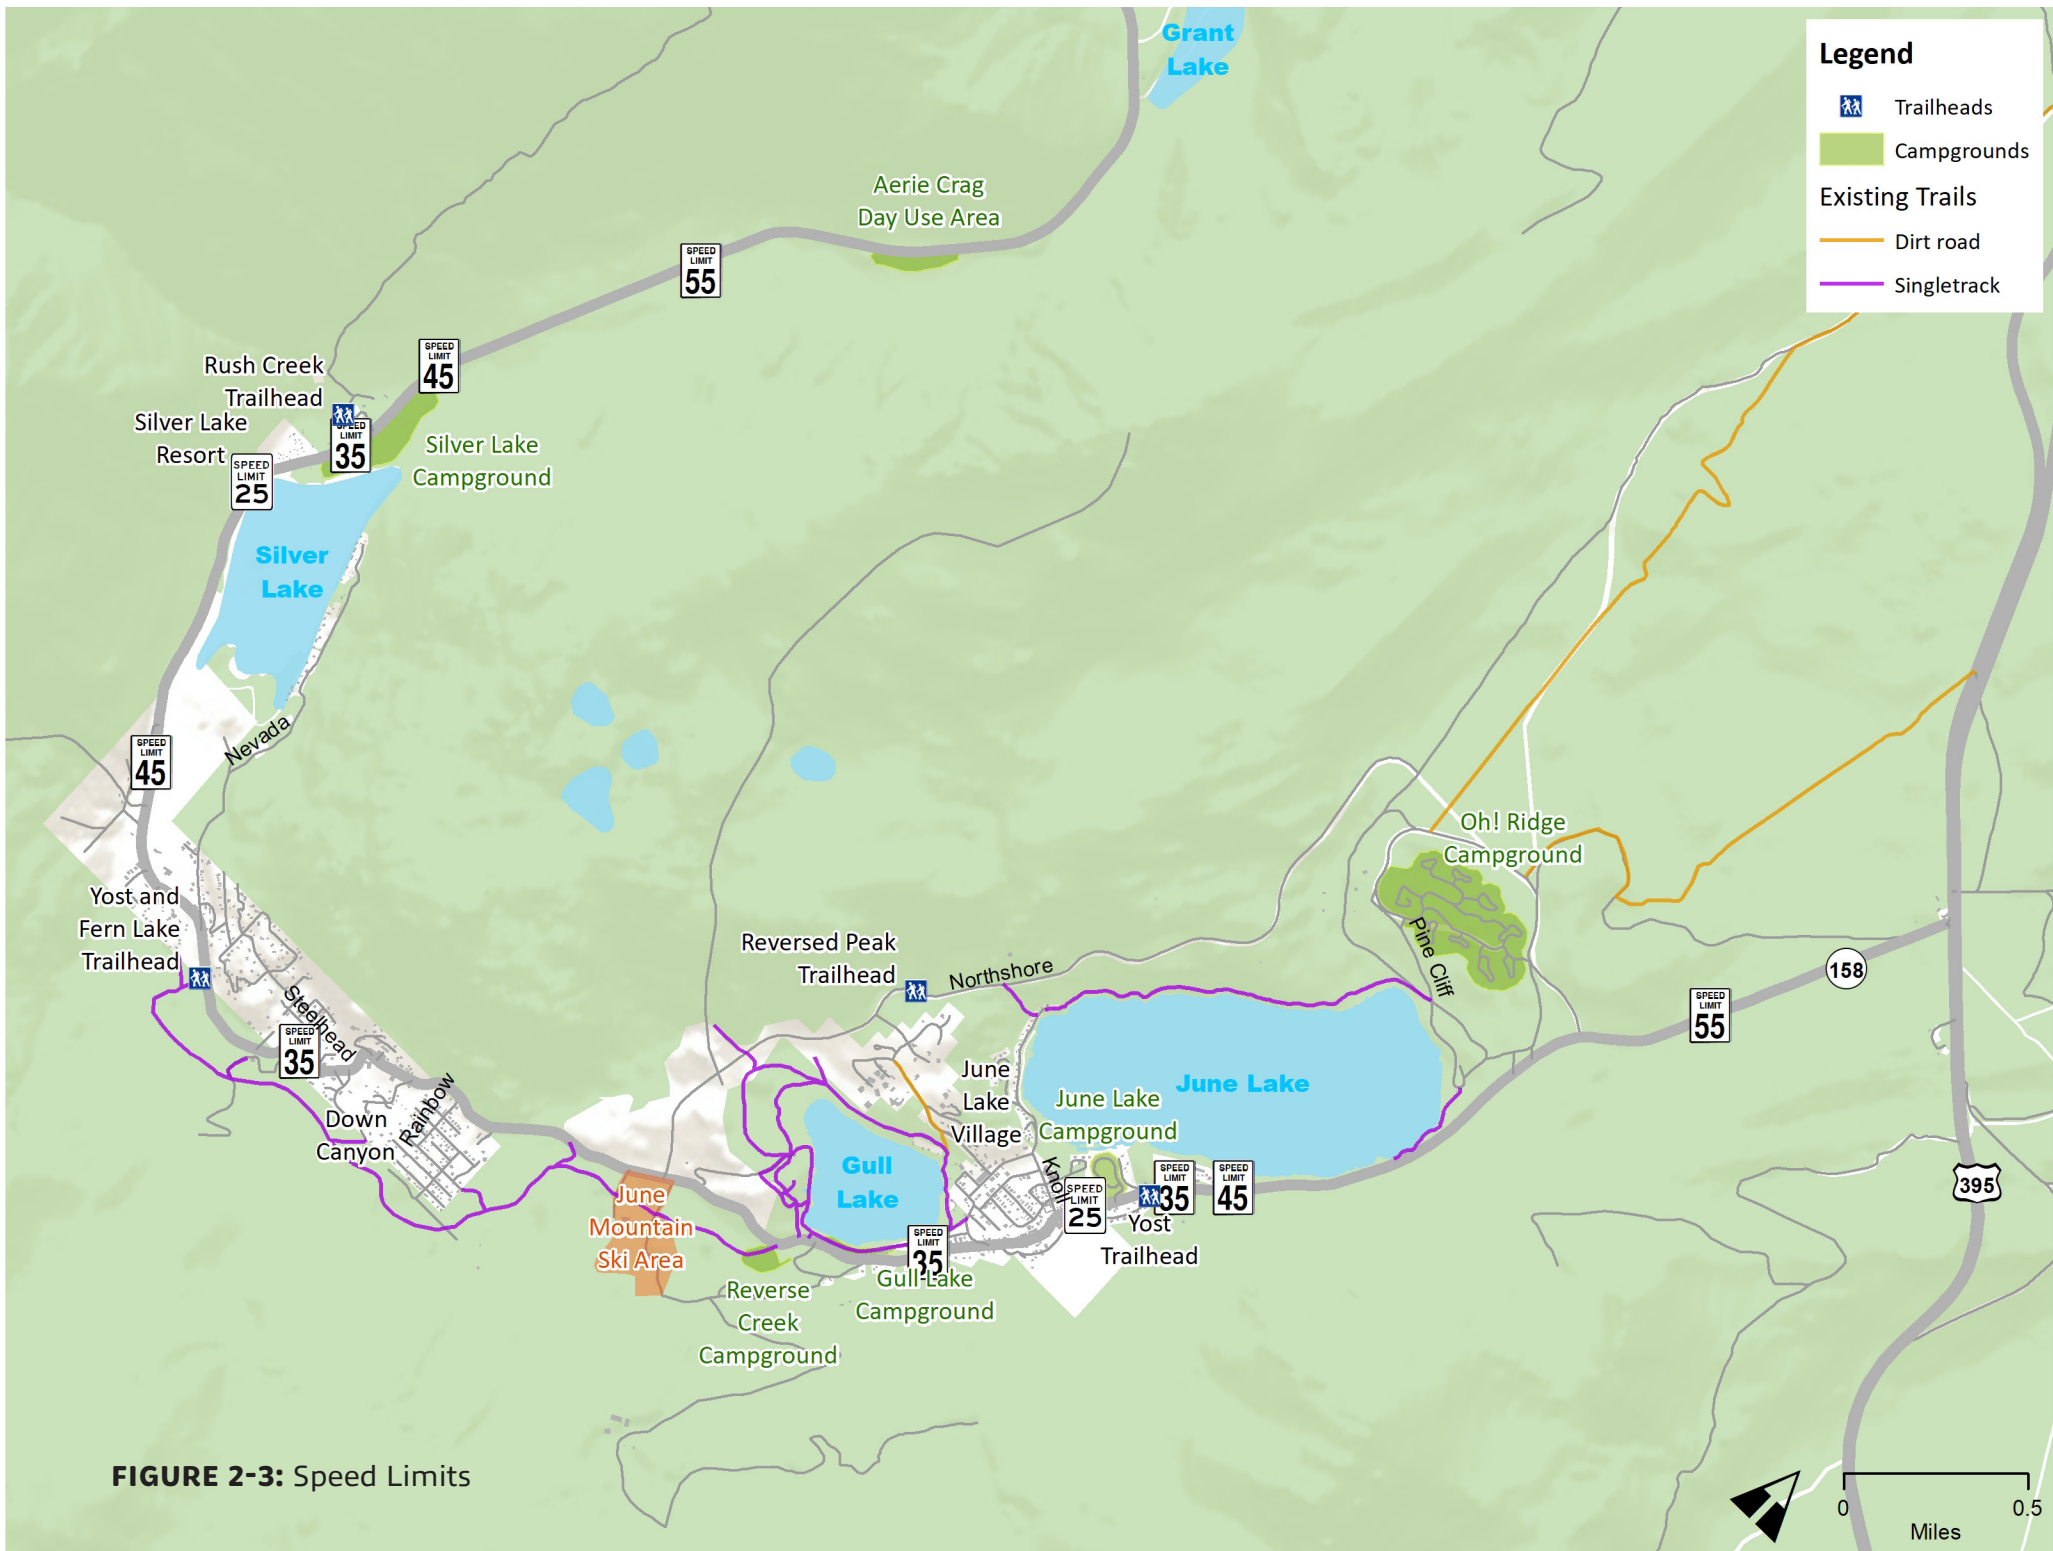 Grant
Lake
Legend
Trailheads
Campgrounds
Existing Trails
Dirt road
Singletrack
Aerie Crag
Day Use Area
SPEED
LIMIT
55
SPEED
LIMIT
45
Rush Creek
Trailhead
SPEED
LIMIT
35
Silver Lake
Resort
SPEED
LIMIT
25
Silver Lake
Campground
Silver
Lake
Nevada
SPEED
LIMIT
45
Oh! Ridge
Campground
Pine Cliff
Yost and
Fern Lake
Trailhead
Reversed Peak
Trailhead
Northshore
158
SPEED
LIMIT
55
Steelhead
SPEED
LIMIT
35
Rainbow
Down
Canyon
June
Lake
Village
June Lake
June Lake
Campground
Gull
Lake
Knoll
SPEED
LIMIT
25
SPEED
LIMIT
35
SPEED
LIMIT
45
395
Yost
Trailhead
June
Mountain
Ski Area
SPEED
LIMIT
35
Gull Lake
Campground
Reverse
Creek
Campground
FIGURE 2-3: Speed Limits
0 0.5
Miles